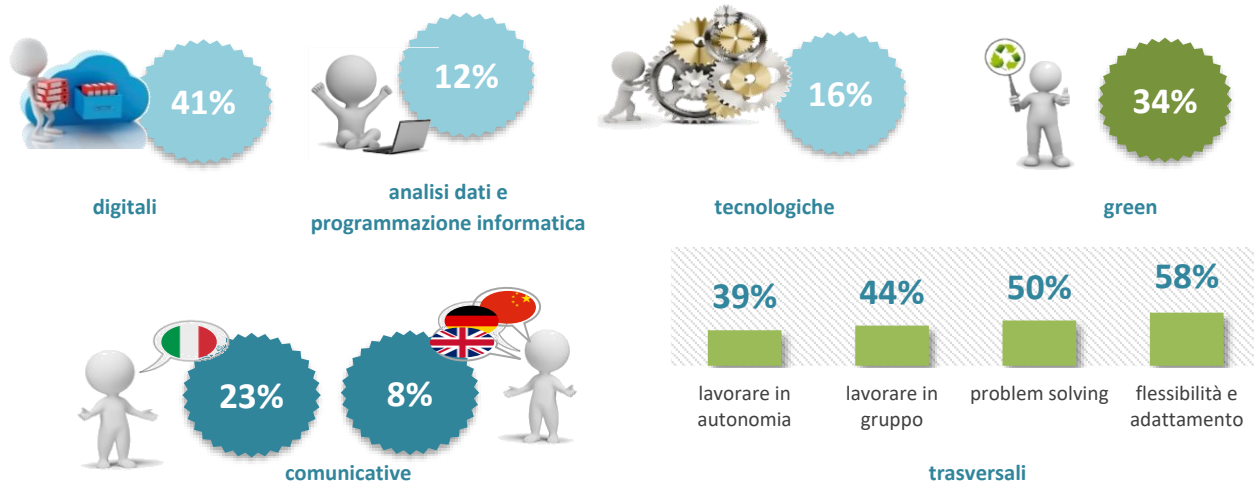 41%
digitali
12%
analisi dati e
programmazione informatica
16%
tecnologiche
34%
green
23%
8%
comunicative
39%
lavorare in
autonomia
44%
lavorare in
gruppo
50%
problem solving
58%
flessibilità e
adattamento
trasversali